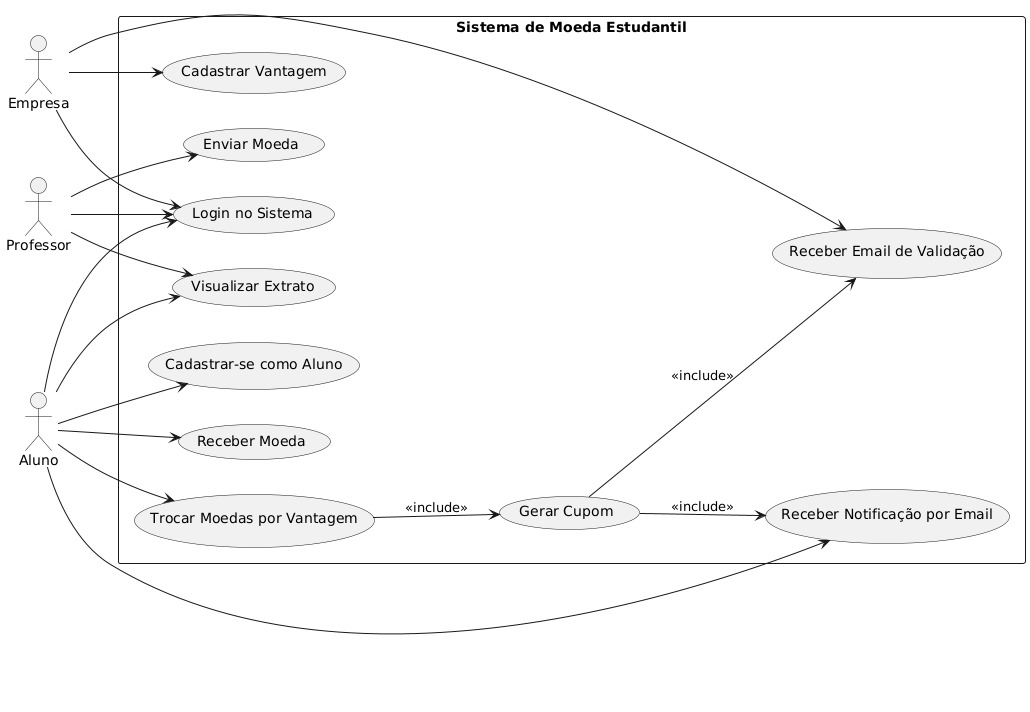 Sistema de Moeda Estudantil
Empresa
Cadastrar Vantagem
Enviar Moeda
Professor
Login no Sistema
Receber Email de Validação
Visualizar Extrato
Cadastrar-se como Aluno
«include»
Aluno
Receber Moeda
Trocar Moedas por Vantagem
«include»
Gerar Cupom
«include»
Receber Notificação por Email